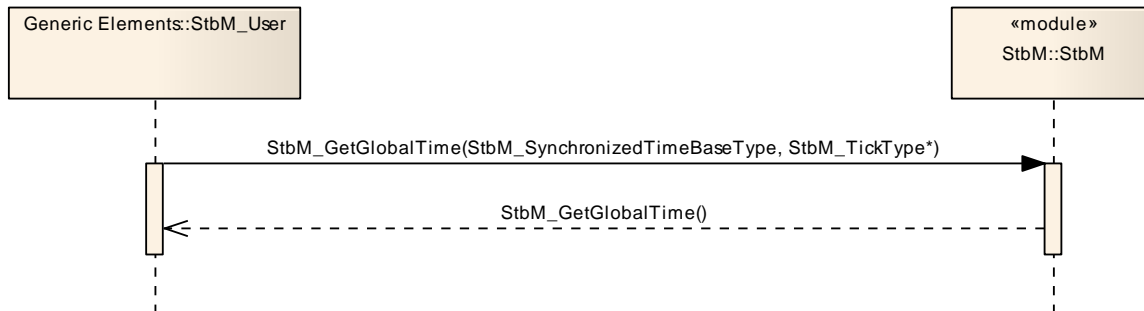 Generic Elements::StbM_User
«module»
StbM::StbM
StbM_GetGlobalTime(StbM_SynchronizedTimeBaseType, StbM_TickType*)
StbM_GetGlobalTime()